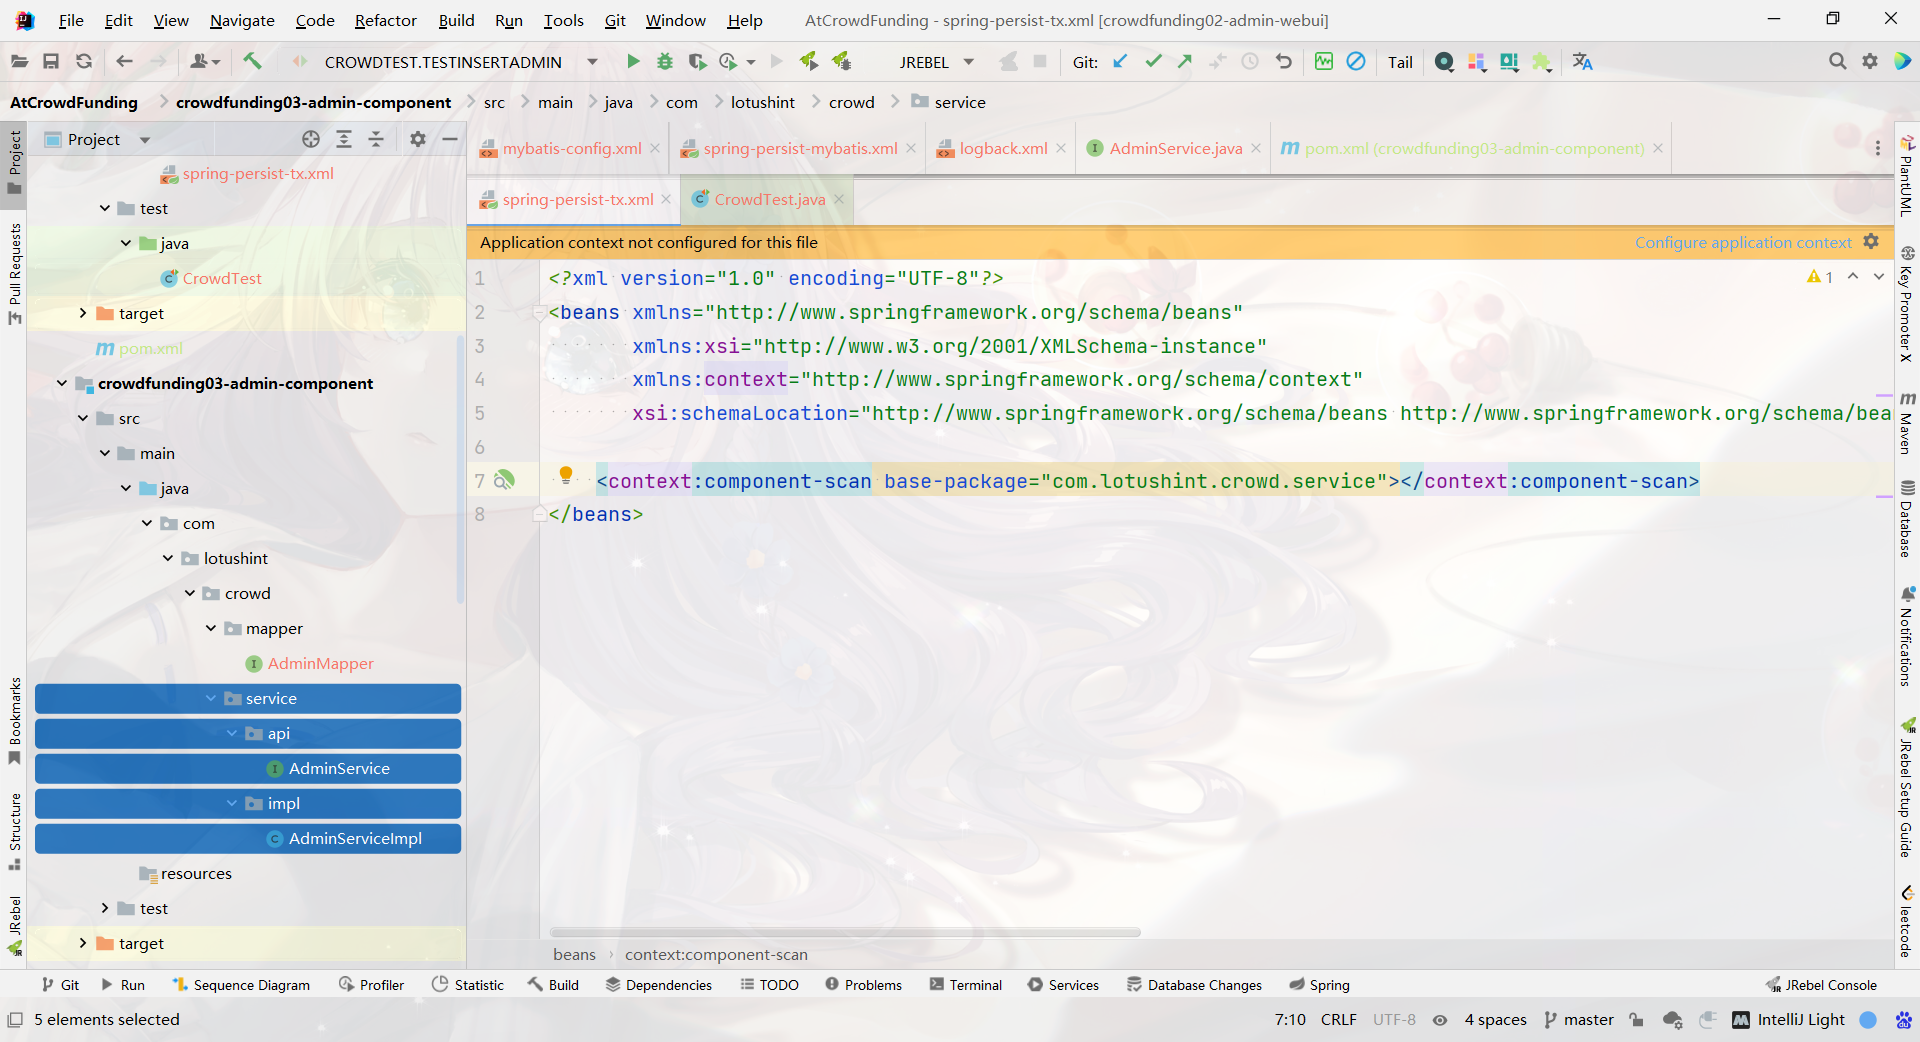 File Edit View Navigate Code Refactor Build Run Tools Git Window Help AtCrowdFunding - spring-persist-tx.xml [crowdfunding02-admin-webui]
CROWDTEST.TESTINSERTADMIN JREBEL Git: Tail
AtCrowdFunding crowdfunding03-admin-component src main java com lotushint crowd service
Project
mybatis-config.xml spring-persist-mybatis.xml logback.xml AdminService.java pom.xml (crowdfunding03-admin-component)
spring-persist-tx.xml CrowdTest.java
Application context not configured for this file Configure application context
spring-persist-tx.xml
test
java
CrowdTest
target
pom.xml
crowdfunding03-admin-component
src
main
java
com
lotushint
crowd
mapper
AdminMapper
service
api
AdminService
impl
AdminServiceImpl
resources
test
target
1 <?xml version="1.0" encoding="UTF-8"?>
2 <beans xmlns="http://www.springframework.org/schema/beans"
3 xmlns:xsi="http://www.w3.org/2001/XMLSchema-instance"
4 xmlns:context="http://www.springframework.org/schema/context"
5 xsi:schemaLocation="http://www.springframework.org/schema/beans http://www.springframework.org/schema/bea
6
7 <context:component-scan base-package="com.lotushint.crowd.service"></context:component-scan>
8 </beans>
1
beans context:component-scan
Project
Pull Requests
Bookmarks
Structure
JRebel
PlantUML
Key Promoter X
Maven
Database
Notifications
JRebel Setup Guide
leetcode
Git Run Sequence Diagram Profiler Statistic Build Dependencies TODO Problems Terminal Services Database Changes Spring JRebel Console
5 elements selected 7:10 CRLF UTF-8 4 spaces master IntelliJ Light